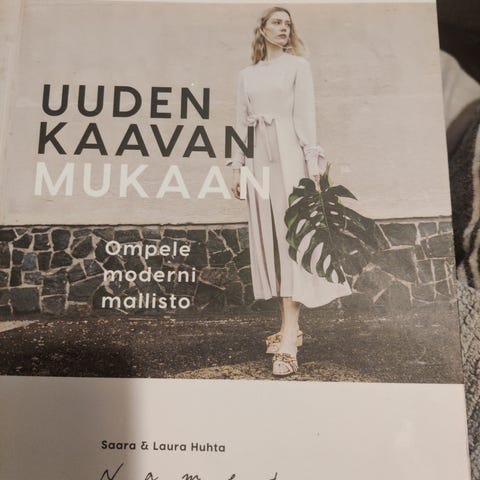 UUDEN
KAAVAN
MUKAAN
Ompele
moderni
mallisto
Saara & Laura Huhta